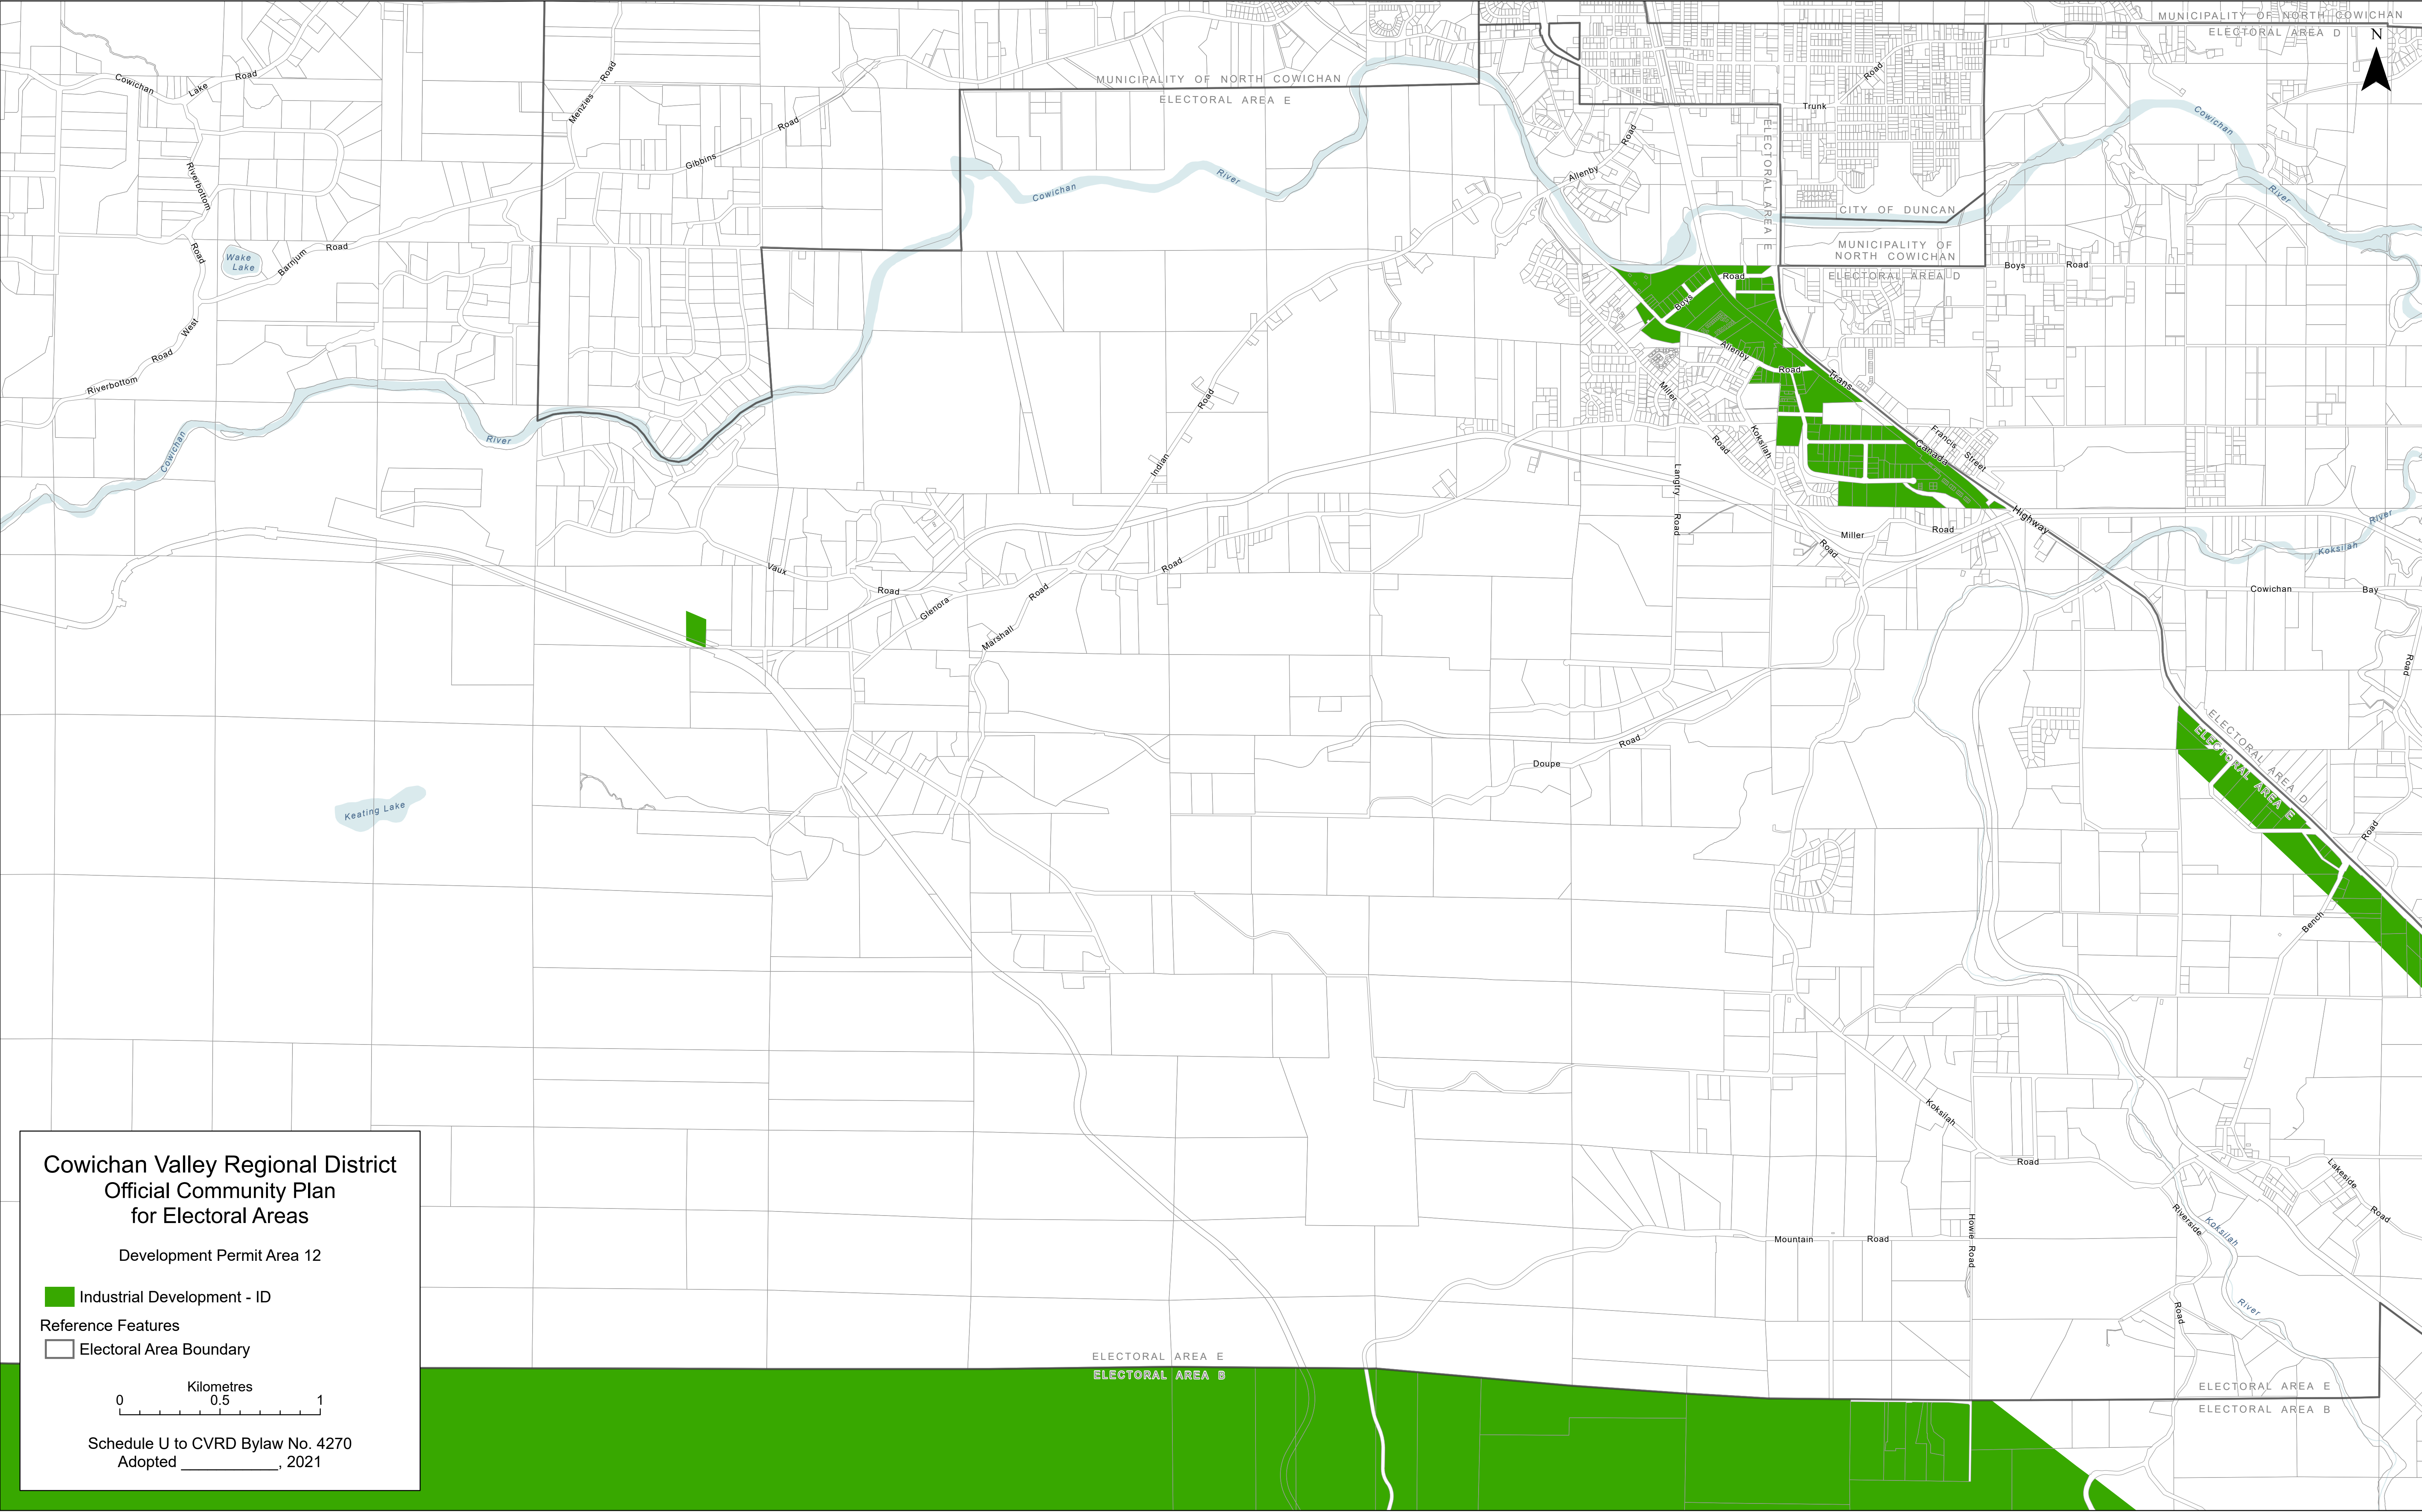 MUNICIPALITY OF NORTH COWICHAN
ELECTORAL AREA D
N
MUNICIPALITY OF NORTH COWICHAN
ELECTORAL AREA E
Cowichan Lake Road
Menzies Road
Gibbins Road
Trunk Road
Cowichan River
Riverbottom Road West
Allenby Road
ELECTORAL AREA E
Cowichan River
CITY OF DUNCAN
MUNICIPALITY OF
NORTH COWICHAN
ELECTORAL AREA D
Boys Road
Wake
Lake
Barnjum Road
Boys Road
Riverbottom Road
Allenby Road
Trans Canada Highway
Miller Road
Indian Road
Koksilah Road
Francis Street
Cowichan River
Langtry Road
Miller Road
Koksilah River
Vaux Road
Glenora Road
Marshall Road
Cowichan Bay Road
Doupe Road
ELECTORAL AREA D
ELECTORAL AREA E
Keating Lake
Bench Road
Koksilah Road
Lakeside Road
Riverside Road
Koksilah River
Mountain Road
Howie Road
ELECTORAL AREA E
ELECTORAL AREA B
ELECTORAL AREA E
ELECTORAL AREA B
Cowichan Valley Regional District
Official Community Plan
for Electoral Areas
Development Permit Area 12
Industrial Development - ID
Reference Features
Electoral Area Boundary
Kilometres
0 0.5 1
Schedule U to CVRD Bylaw No. 4270
Adopted ____________, 2021